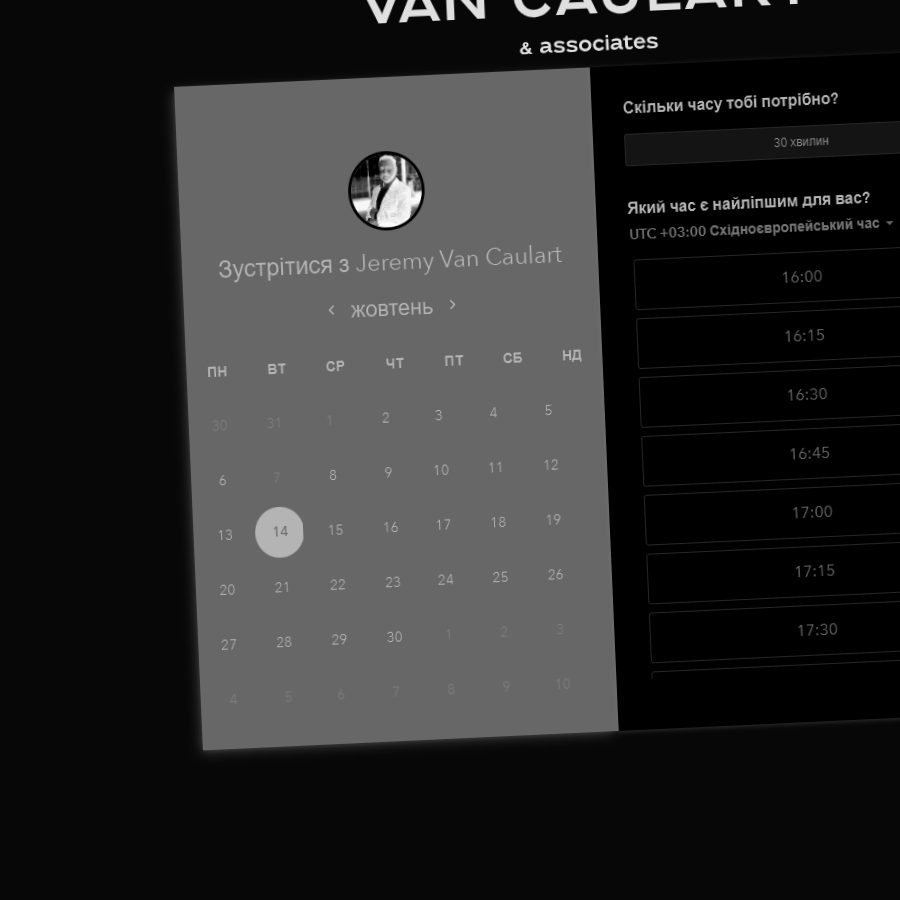 VAN CAULART
& associates
Зустрітися з Jeremy Van Caulart
жовтень
ПН ВТ СР ЧТ ПТ СБ НД
30 31 1 2 3 4 5
6 7 8 9 10 11 12
13 14 15 16 17 18 19
20 21 22 23 24 25 26
27 28 29 30 1 2 3
4 5 6 7 8 9 10
Скільки часу тобі потрібно?
30 хвилин
Який час є найліпшим для вас?
UTC +03:00 Східноєвропейський час
16:00
16:15
16:30
16:45
17:00
17:15
17:30